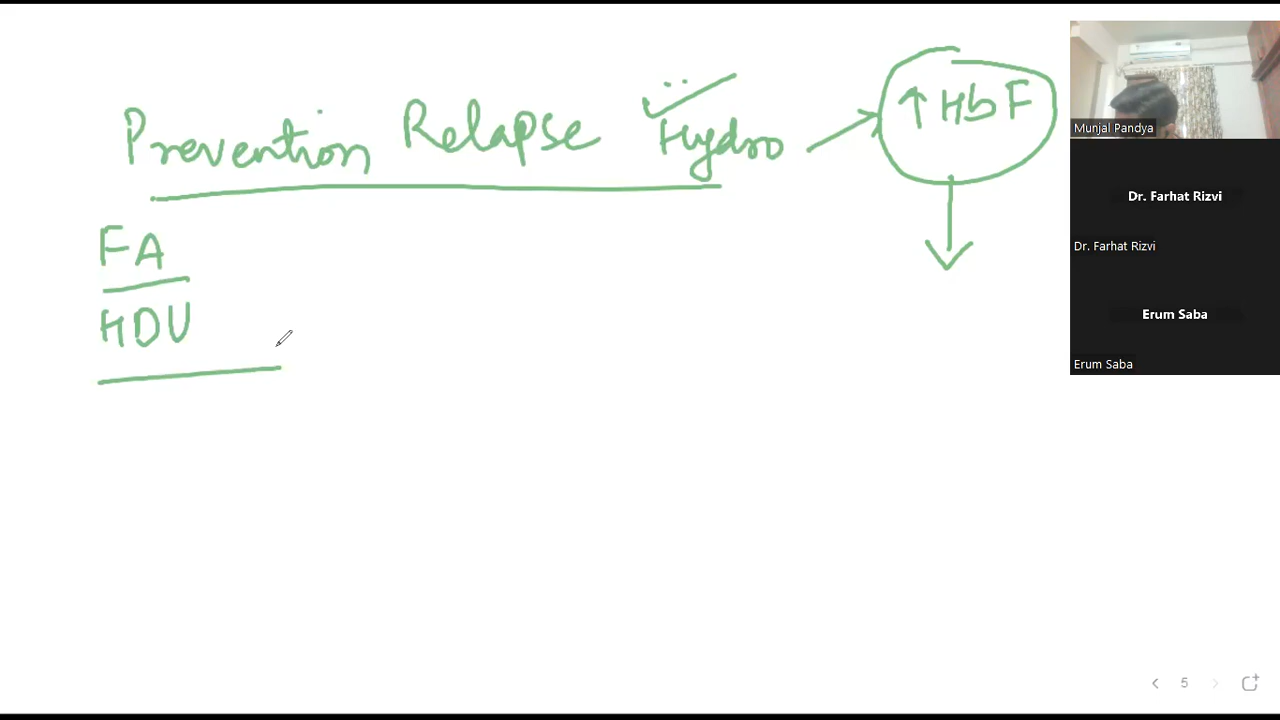 Prevention Relapse Hydro → ↑ HbF
FA
HDU
Munjal Pandya
Dr. Farhat Rizvi
Dr. Farhat Rizvi
Erum Saba
Erum Saba
5